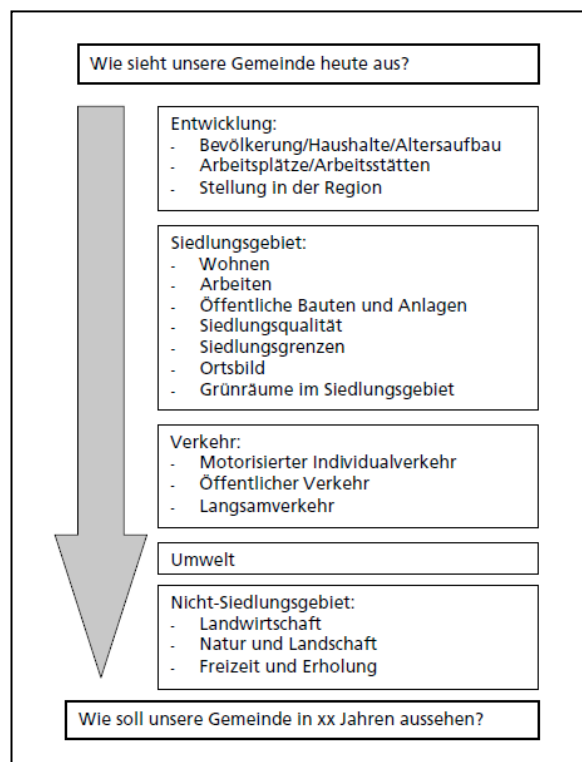 Wie sieht unsere Gemeinde heute aus?
Entwicklung:
- Bevölkerung/Haushalte/Altersaufbau
- Arbeitsplätze/Arbeitsstätten
- Stellung in der Region
Siedlungsgebiet:
- Wohnen
- Arbeiten
- Öffentliche Bauten und Anlagen
- Siedlungsqualität
- Siedlungsgrenzen
- Ortsbild
- Grünräume im Siedlungsgebiet
Verkehr:
- Motorisierter Individualverkehr
- Öffentlicher Verkehr
- Langsamverkehr
Umwelt
Nicht-Siedlungsgebiet:
- Landwirtschaft
- Natur und Landschaft
- Freizeit und Erholung
Wie soll unsere Gemeinde in xx Jahren aussehen?